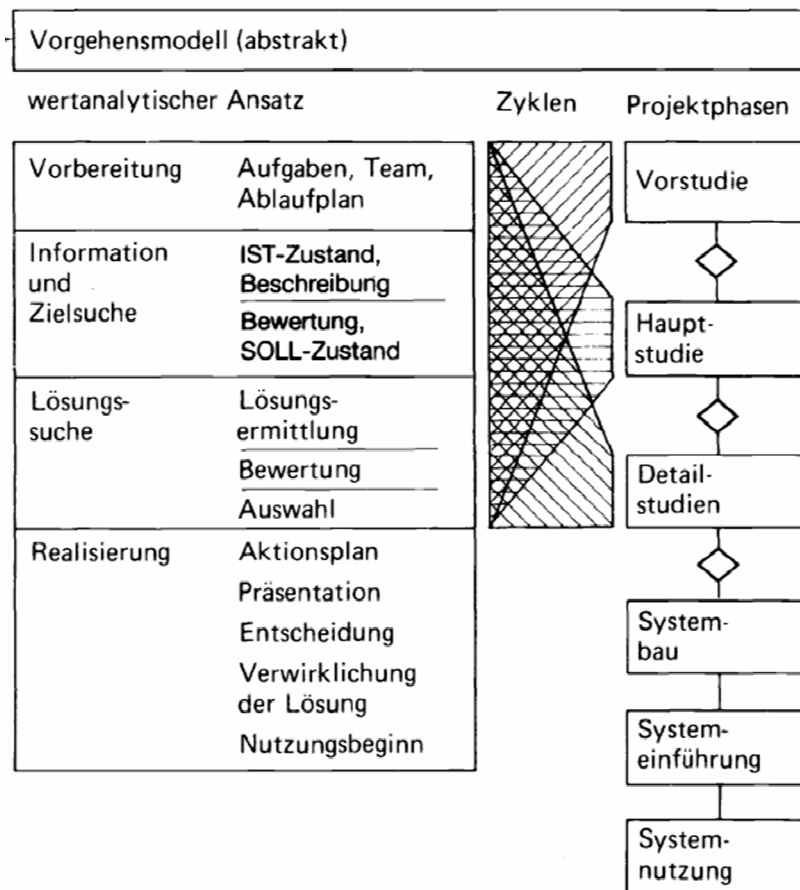 Vorgehensmodell (abstrakt)
wertanalytischer Ansatz
Zyklen
Projektphasen
Vorbereitung
Aufgaben, Team,
Ablaufplan
Information
und
Zielsuche
IST-Zustand,
Beschreibung
Bewertung,
SOLL-Zustand
Lösungs-
suche
Lösungs-
ermittlung
Bewertung
Auswahl
Realisierung
Aktionsplan
Präsentation
Entscheidung
Verwirklichung
der Lösung
Nutzungsbeginn
Vorstudie
Haupt-
studie
Detail-
studien
System-
bau
System-
einführung
System-
nutzung